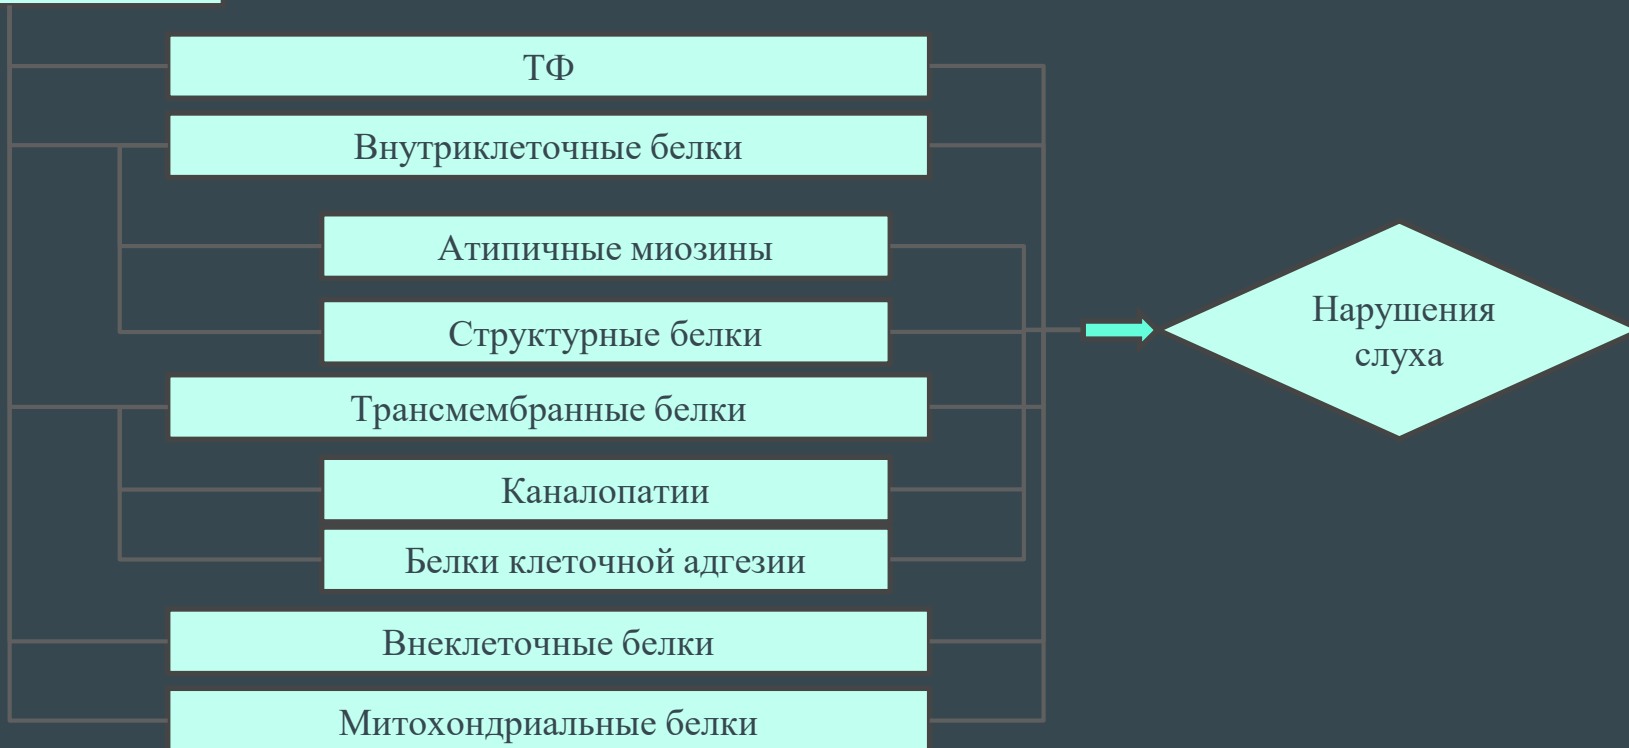 ТФ
Внутриклеточные белки
Атипичные миозины
Структурные белки
Нарушения
слуха
Трансмембранные белки
Каналопатии
Белки клеточной адгезии
Внеклеточные белки
Митохондриальные белки